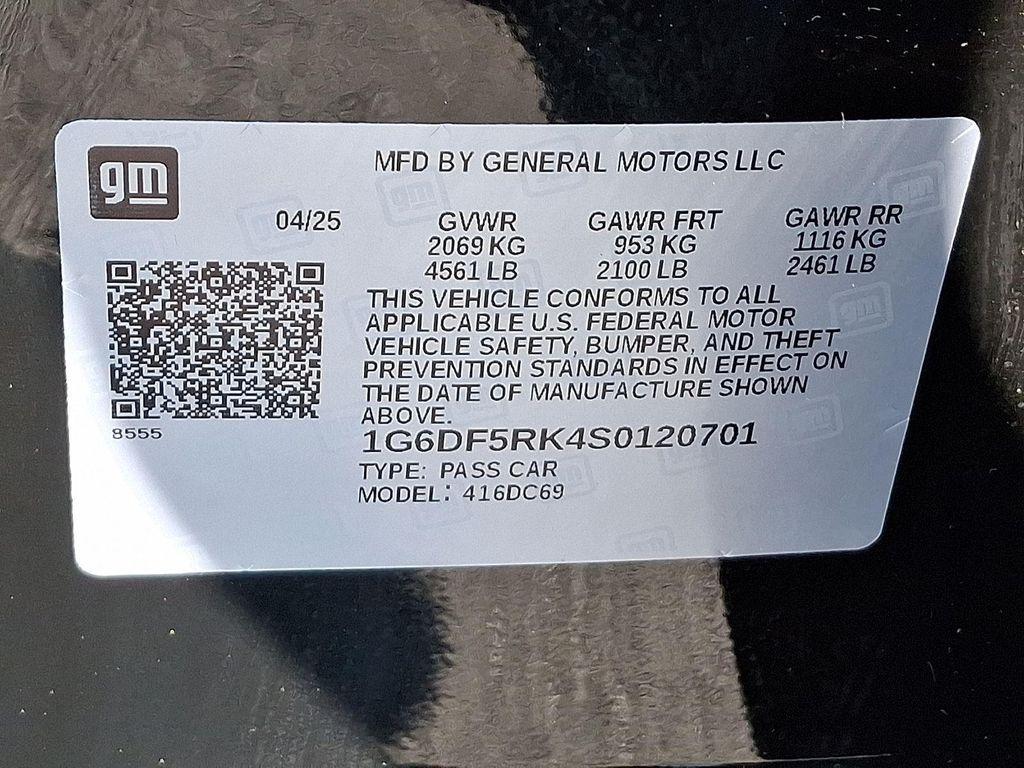 gm
MFD BY GENERAL MOTORS LLC
04/25 GVWR GAWR FRT GAWR RR
2069 KG 953 KG 1116 KG
4561 LB 2100 LB 2461 LB
THIS VEHICLE CONFORMS TO ALL
APPLICABLE U.S. FEDERAL MOTOR
VEHICLE SAFETY, BUMPER, AND THEFT
PREVENTION STANDARDS IN EFFECT ON
THE DATE OF MANUFACTURE SHOWN
ABOVE.
8555
1G6DF5RK4S0120701
TYPE: PASS CAR
MODEL: 416DC69